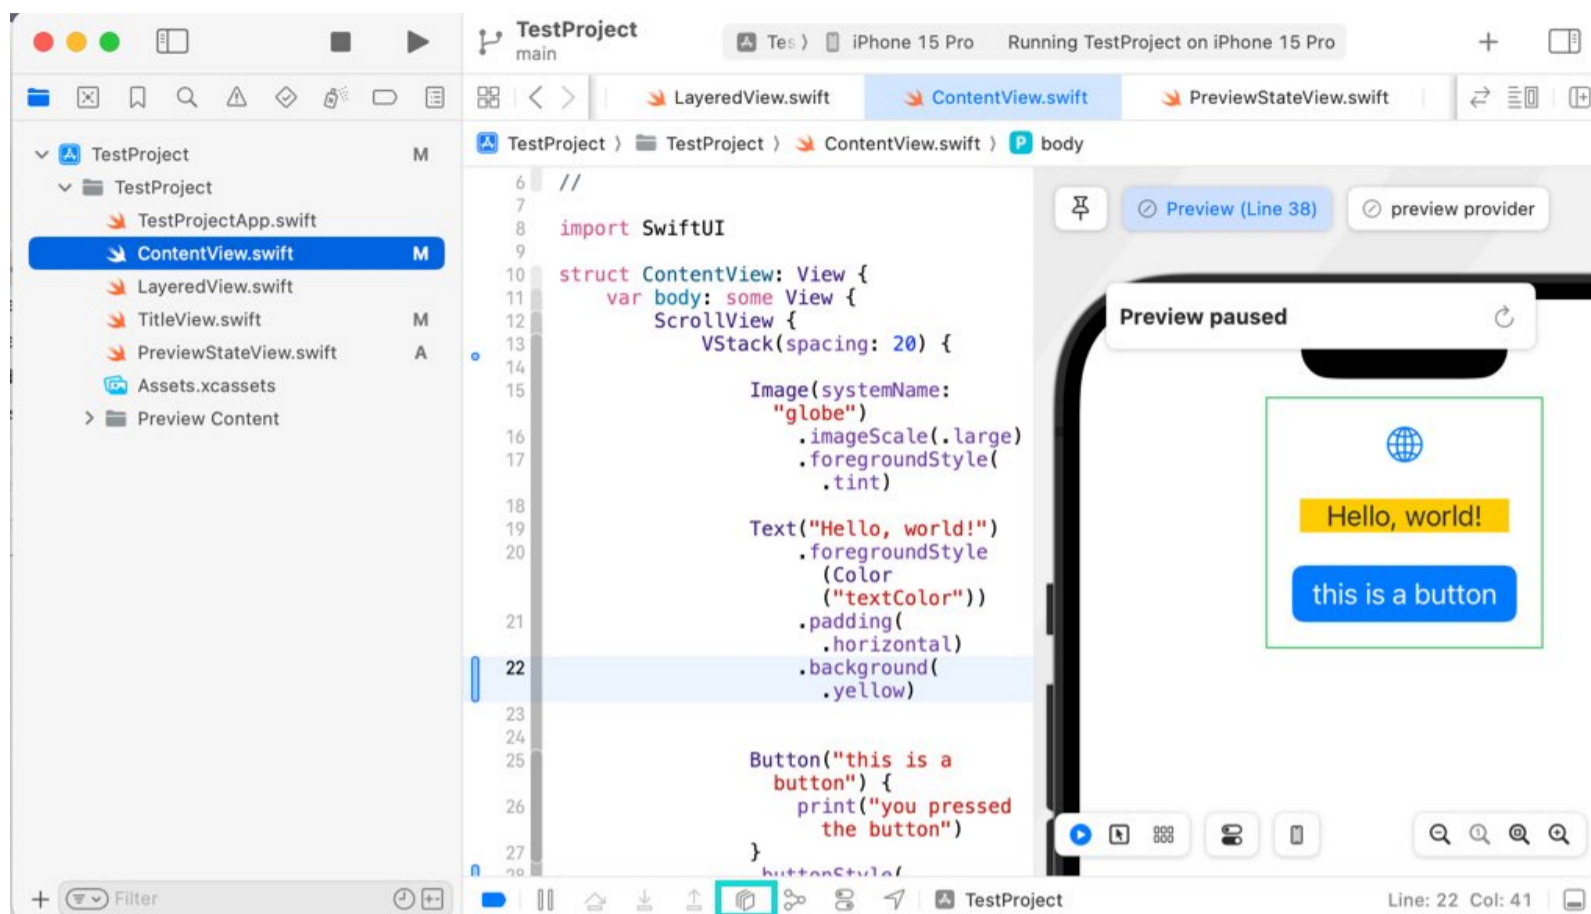 TestProject
main
Tes
iPhone 15 Pro
Running TestProject on iPhone 15 Pro
LayeredView.swift
ContentView.swift
PreviewStateView.swift
TestProject
M
TestProject
TestProjectApp.swift
ContentView.swift
M
LayeredView.swift
TitleView.swift
M
PreviewStateView.swift
A
Assets.xcassets
Preview Content
Filter
TestProject
TestProject
ContentView.swift
P
body
6 //
7
8 import SwiftUI
9
10 struct ContentView: View {
11 var body: some View {
12 ScrollView {
13 VStack(spacing: 20) {
14
15 Image(systemName:
"globe")
16 .imageScale(.large)
17 .foregroundStyle(
.tint)
18
19 Text("Hello, world!")
20 .foregroundStyle
(Color
("textColor"))
21 .padding(
.horizontal)
22 .background(
.yellow)
23
24
25 Button("this is a
button") {
26 print("you pressed
the button")
27 }
28 .buttonStyle(
Preview (Line 38)
preview provider
Preview paused
Hello, world!
this is a button
TestProject
Line: 22 Col: 41